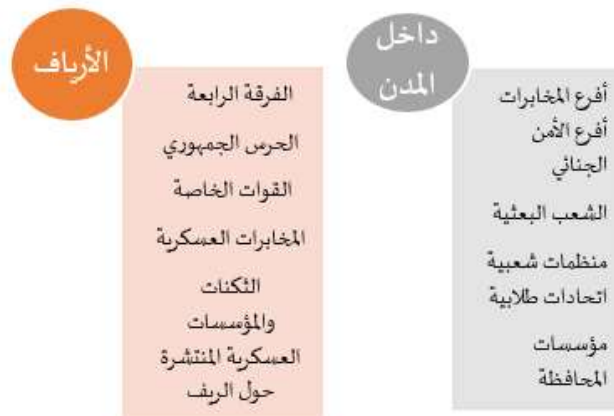 داخل
المدن
أفرع المخابرات
أفرع الأمن
الجنائي
الشعب البعثية
منظمات شعبية
اتحادات طلابية
مؤسسات
المحافظة
الأرياف
الفرقة الرابعة
الحرس الجمهوري
القوات الخاصة
المخابرات العسكرية
الثكنات
والمؤسسات
العسكرية المنتشرة
حول الريف